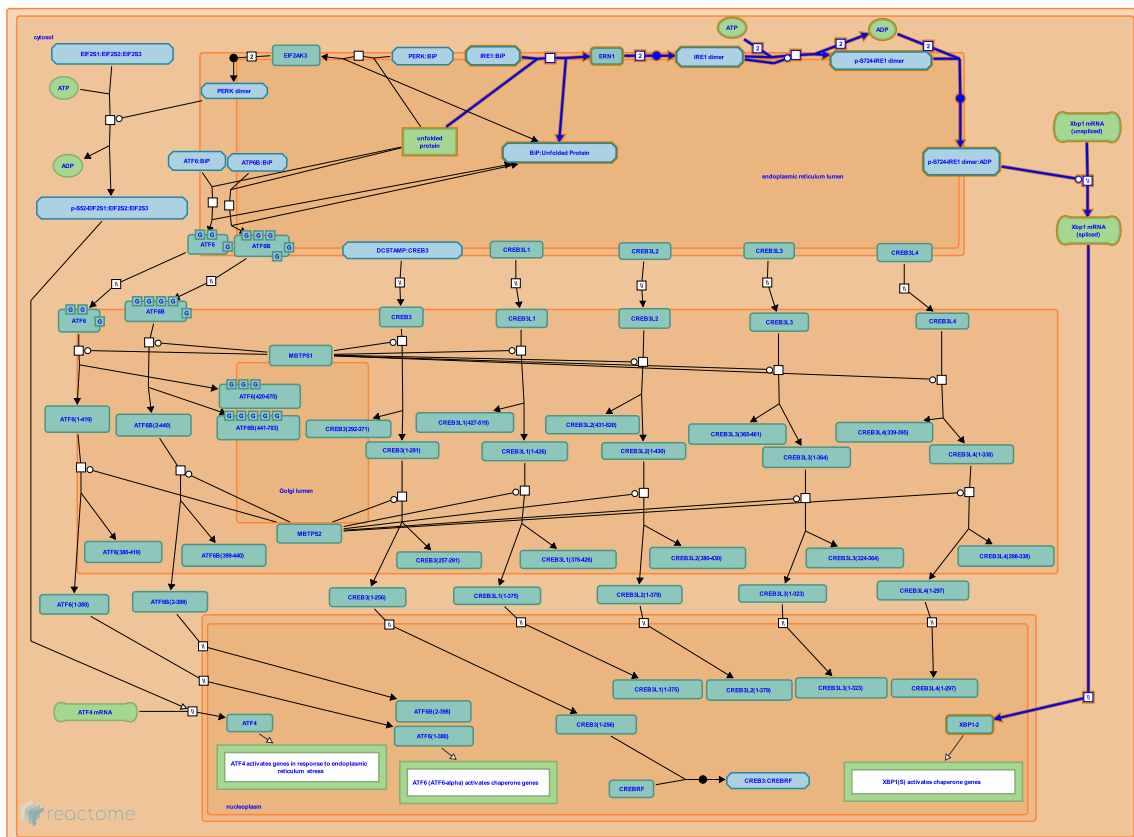 cytosol
EIF2S1:EIF2S2:EIF2S3
ATP
ADP
p-S52-EIF2S1:EIF2S2:EIF2S3
EIF2AK3
2
PERK:BiP
IRE1:BiP
PERK dimer
ERN1
2
IRE1 dimer
ATP
2
2
ADP
2
p-S724-IRE1 dimer
unfolded
protein
BiP:Unfolded Protein
ATF6:BiP
ATP6B:BiP
endoplasmic reticulum lumen
p-S724-IRE1 dimer:ADP
Xbp1 mRNA
(unspliced)
Xbp1 mRNA
(spliced)
G G
ATF6
G
G G G
ATF6B
G
G
DCSTAMP:CREB3
CREB3L1
CREB3L2
CREB3L3
CREB3L4
G G
ATF6
G
G G G G
ATF6B
G
CREB3
CREB3L1
CREB3L2
CREB3L3
CREB3L4
MBTPS1
G G G
ATF6(420-670)
G G G G G
ATF6B(441-703)
ATF6(1-419)
ATF6B(2-440)
CREB3(292-371)
CREB3L1(427-519)
CREB3L2(431-520)
CREB3L3(365-461)
CREB3L4(339-395)
CREB3(1-291)
CREB3L1(1-426)
CREB3L2(1-430)
CREB3L3(1-364)
CREB3L4(1-338)
Golgi lumen
MBTPS2
ATF6(380-419)
ATF6B(399-440)
CREB3(257-291)
CREB3L1(376-426)
CREB3L2(380-430)
CREB3L3(324-364)
CREB3L4(298-338)
ATF6(1-380)
ATF6B(2-398)
CREB3(1-256)
CREB3L1(1-375)
CREB3L2(1-379)
CREB3L3(1-323)
CREB3L4(1-297)
CREB3L1(1-375)
CREB3L2(1-379)
CREB3L3(1-323)
CREB3L4(1-297)
ATF4 mRNA
ATF4
ATF6B(2-398)
ATF6(1-380)
CREB3(1-256)
XBP1-2
ATF4 activates genes in response to endoplasmic
reticulum stress
ATF6 (ATF6-alpha) activates chaperone genes
CREBRF
CREB3:CREBRF
XBP1(S) activates chaperone genes
nucleoplasm
reactome